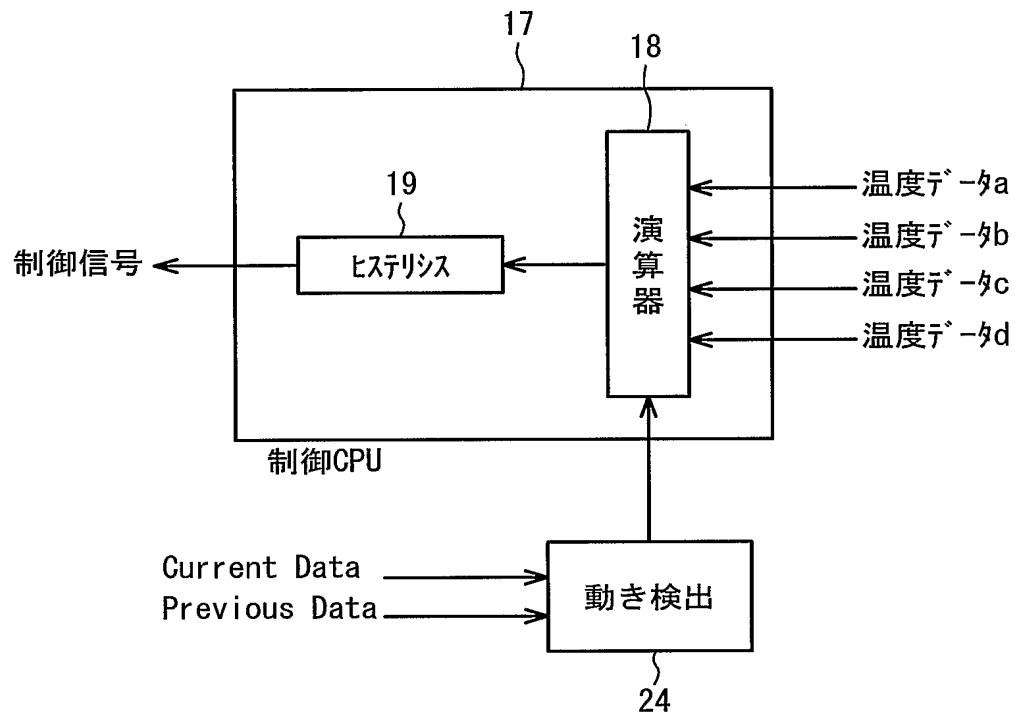 17
18
19
温度ﾃﾞｰﾀa
温度ﾃﾞｰﾀb
温度ﾃﾞｰﾀc
温度ﾃﾞｰﾀd
演算器
ﾋｽﾃﾘｼｽ
制御信号
制御CPU
Current Data
Previous Data
動き検出
24